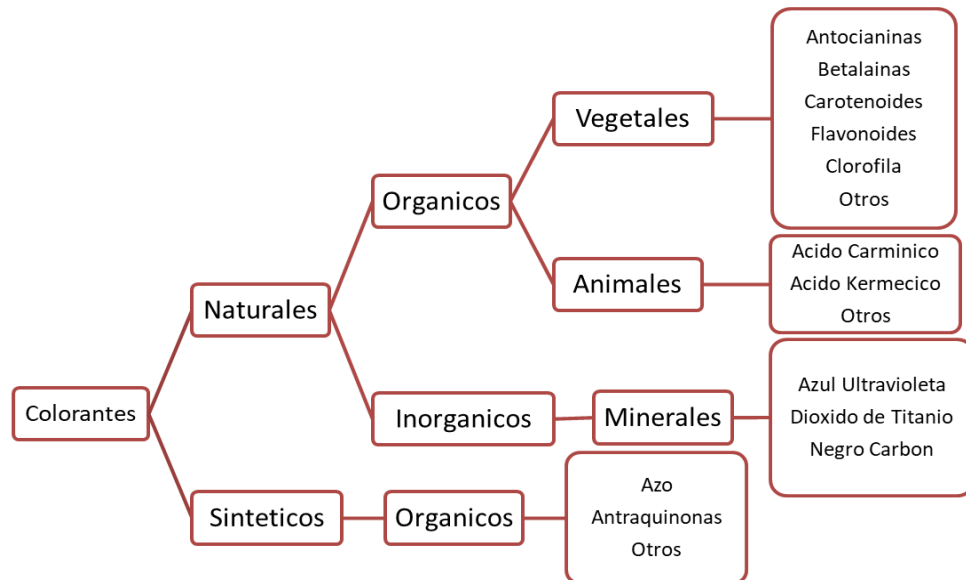 Colorantes
Naturales
Organicos
Vegetales
Antocianinas
Betalainas
Carotenoides
Flavonoides
Clorofila
Otros
Animales
Acido Carminico
Acido Kermecico
Otros
Inorganicos
Minerales
Azul Ultravioleta
Dioxido de Titanio
Negro Carbon
Sinteticos
Organicos
Azo
Antraquinonas
Otros